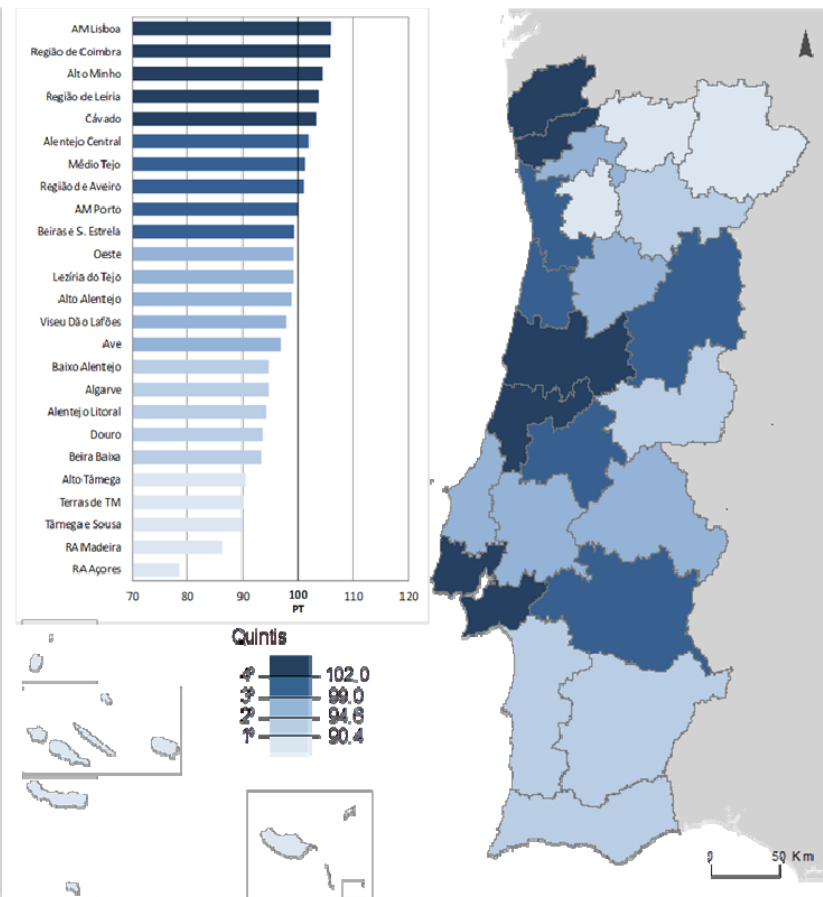 AM Lisboa
Região de Coimbra
Alto Minho
Região de Leiria
Cávado
Alentejo Central
Médio Tejo
Região de Aveiro
AM Porto
Beiras e S. Estrela
Oeste
Lezíria do Tejo
Alto Alentejo
Viseu Dão Lafões
Ave
Baixo Alentejo
Algarve
Alentejo Litoral
Douro
Beira Baixa
Alto Tâmega
Terras de TM
Tâmega e Sousa
RA Madeira
RA Açores
70 80 90 100 110 120
PT
Quintis
4º 102.0
3º 99.0
2º 94.6
1º 90.4
0 50 Km